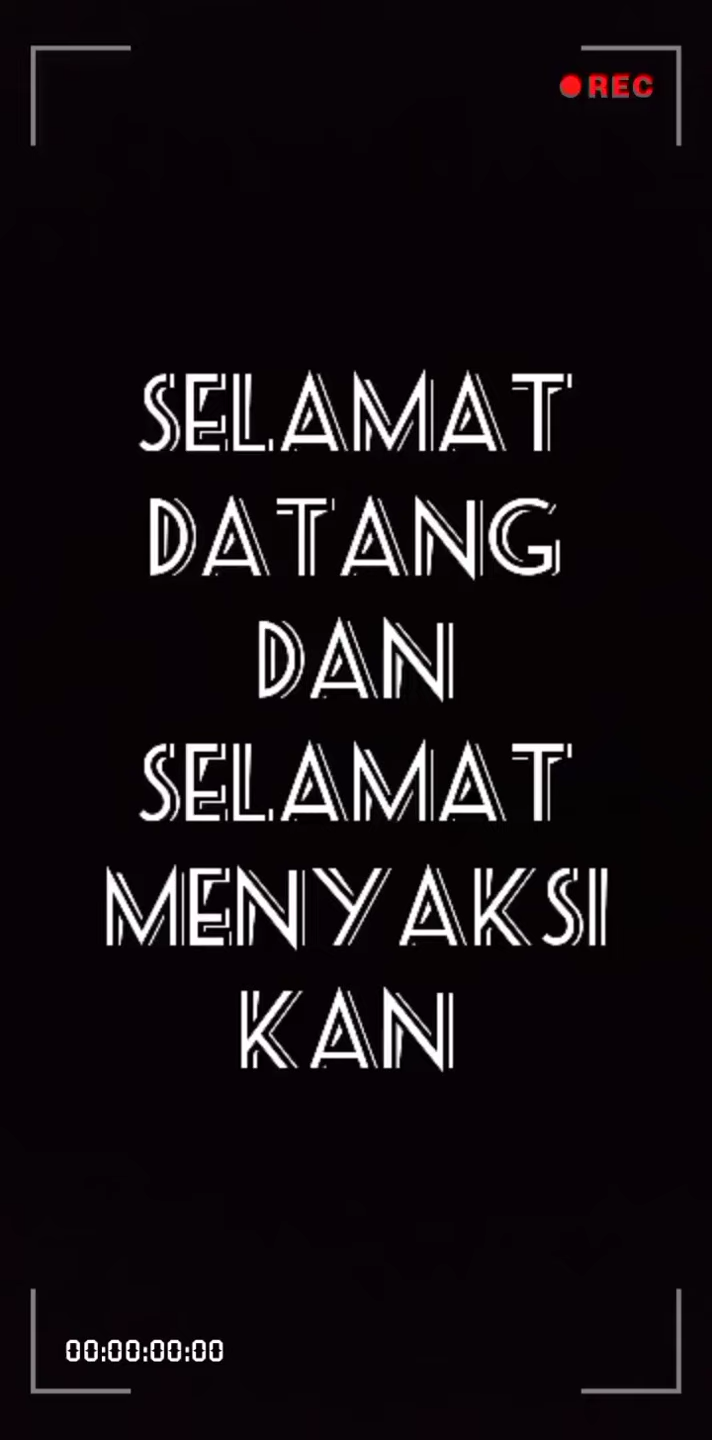 REC
SELAMAT
DATANG
DAN
SELAMAT
MENYAKSI
KAN
00:00:00:00